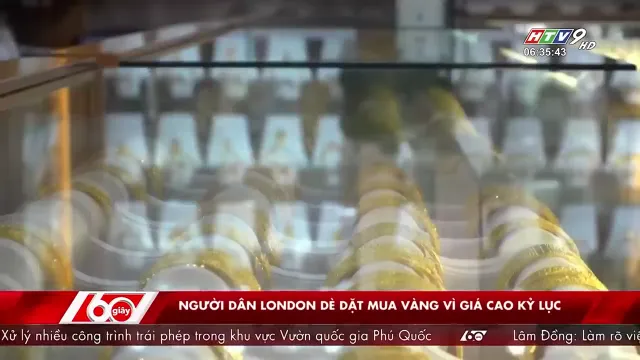 HTV9 HD
06:35:43
60 giây
NGƯỜI DÂN LONDON DÈ DẶT MUA VÀNG VÌ GIÁ CAO KỶ LỤC
Xử lý nhiều công trình trái phép trong khu vực Vườn quốc gia Phú Quốc 60 Lâm Đồng: Làm rõ vi